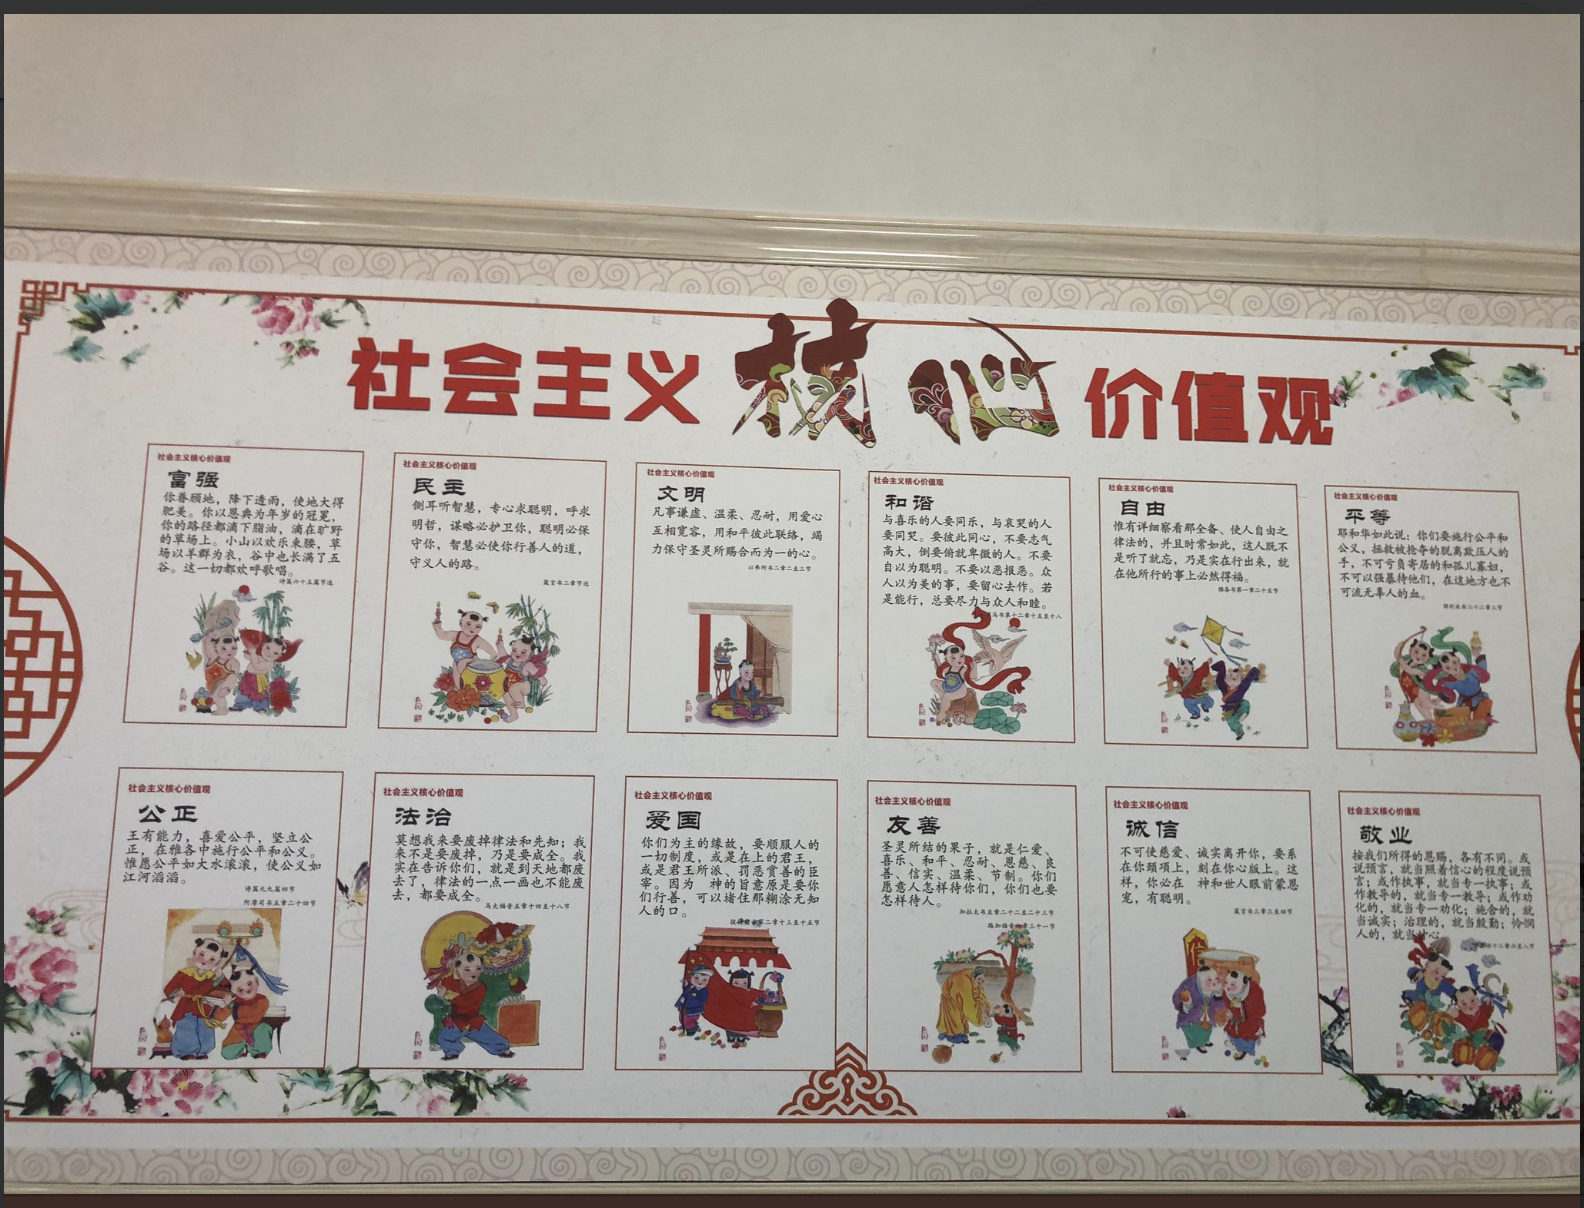 社会主义核心价值观
社会主义核心价值观
富强
你眷顾地，降下透雨，使地大得
肥美。你以恩典为年岁的冠冕，
你的路径都滴下脂油，滴在旷野
的草场上。小山以欢乐束腰，草
场以羊群为衣，谷中也长满了五
谷。这一切都欢呼歌唱。
诗篇六十五篇节选
社会主义核心价值观
民主
侧耳听智慧，专心求聪明，呼求
明哲，谋略必护卫你，聪明必保
守你，智慧必使你行善人的道，
守义人的路。
箴言书二章节选
社会主义核心价值观
文明
凡事谦虚、温柔、忍耐，用爱心
互相宽容，用和平彼此联络，竭
力保守圣灵所赐合而为一的心。
以弗所书二章二至三节
社会主义核心价值观
和谐
与喜乐的人要同乐，与哀哭的人
要同哭。要彼此同心，不要志气
高大，倒要俯就卑微的人。不要
自以为聪明。不要以恶报恶。众
人以为美的事，要留心去作。若
是能行，总要尽力与众人和睦。
马书第十二章十五至十八
社会主义核心价值观
自由
惟有详细察看那全备、使人自由之
律法的，并且时常如此，这人既不
是听了就忘，乃是实在行出来，就
在他所行的事上必然得福。
雅各书第一章二十五节
社会主义核心价值观
平等
耶和华如此说：你们要施行公平和
公义，拯救被抢夺的脱离欺压人的
手，不可亏负寄居的和孤儿寡妇，
不可以强暴待他们，在这地方也不
可流无辜人的血。
耶利米书二十二章三节
社会主义核心价值观
公正
王有能力，喜爱公平，坚立公
正，在雅各中施行公平和公义。
惟愿公平如大水滚滚，使公义如
江河滔滔。
诗篇九九篇四节
阿摩司书五章二十四节
社会主义核心价值观
法治
莫想我来要废掉律法和先知；我
来不是要废掉，乃是要成全。我
实在告诉你们，就是到天地都废
去了，律法的一点一画也不能废
去，都要成全。
马太福音五章十四至十八节
社会主义核心价值观
爱国
你们为主的缘故，要顺服人的
一切制度，或是在上的君王，
或是君王所派、罚恶赏善的臣
宰。因为 神的旨意原是要你
们行善，可以堵住那糊涂无知
人的口。
二章十三至十五节
社会主义核心价值观
友善
圣灵所结的果子，就是仁爱、
喜乐、和平、忍耐、恩慈、良
善、信实、温柔、节制。你们
愿意人怎样待你们，你们也要
怎样待人。
加拉太书五章二十二至二十三节
路加福音六章三十一节
社会主义核心价值观
诚信
不可使慈爱、诚实离开你，要系
在你颈项上，刻在你心版上。这
样，你必在 神和世人眼前蒙恩
宠，有聪明。
箴言书三章三至四节
社会主义核心价值观
敬业
按我们所得的恩赐，各有不同。或
说预言，就当照着信心的程度说预
言；或作执事，就当专一执事；或
作教导的，就当专一教导；或作劝
化的，就当专一劝化；施舍的，就
当诚实；治理的，就当殷勤；怜悯
人的，就当甘心。
十二章六至八节